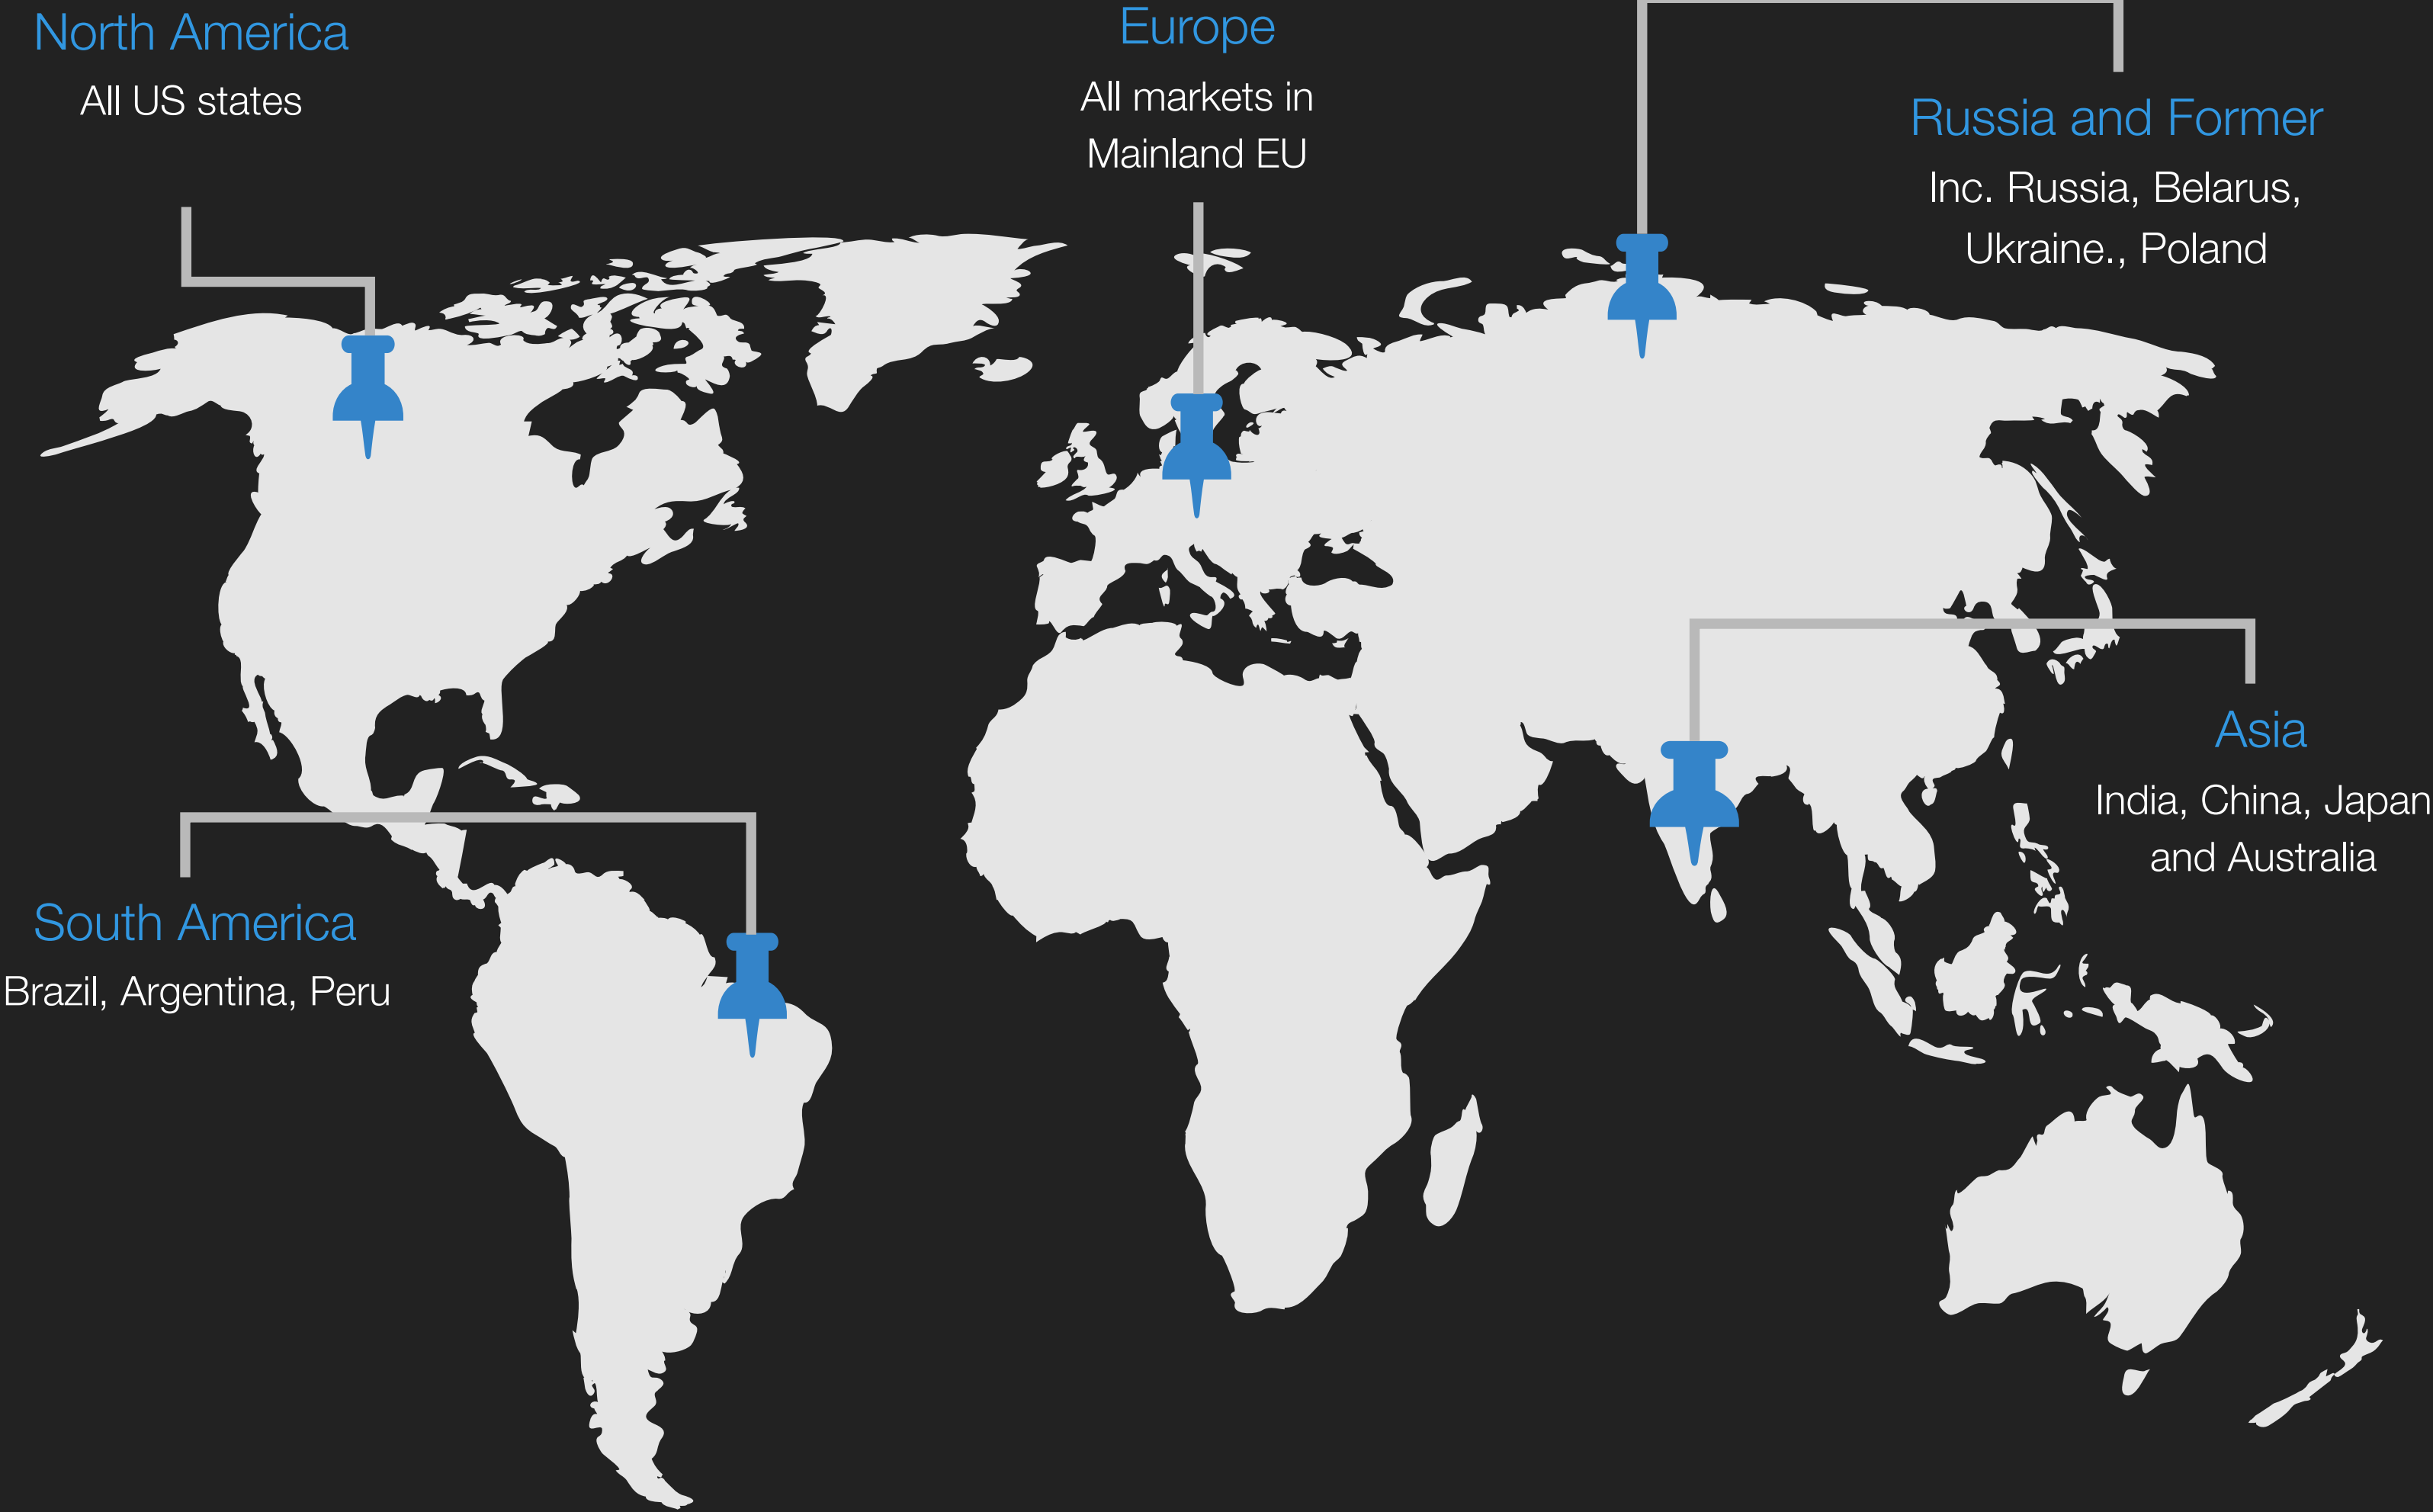 North America
All US states
Europe
All markets in
Mainland EU
Russia and Former
Inc. Russia, Belarus,
Ukraine., Poland
Asia
India, China, Japan
and Australia
South America
Brazil, Argentina, Peru